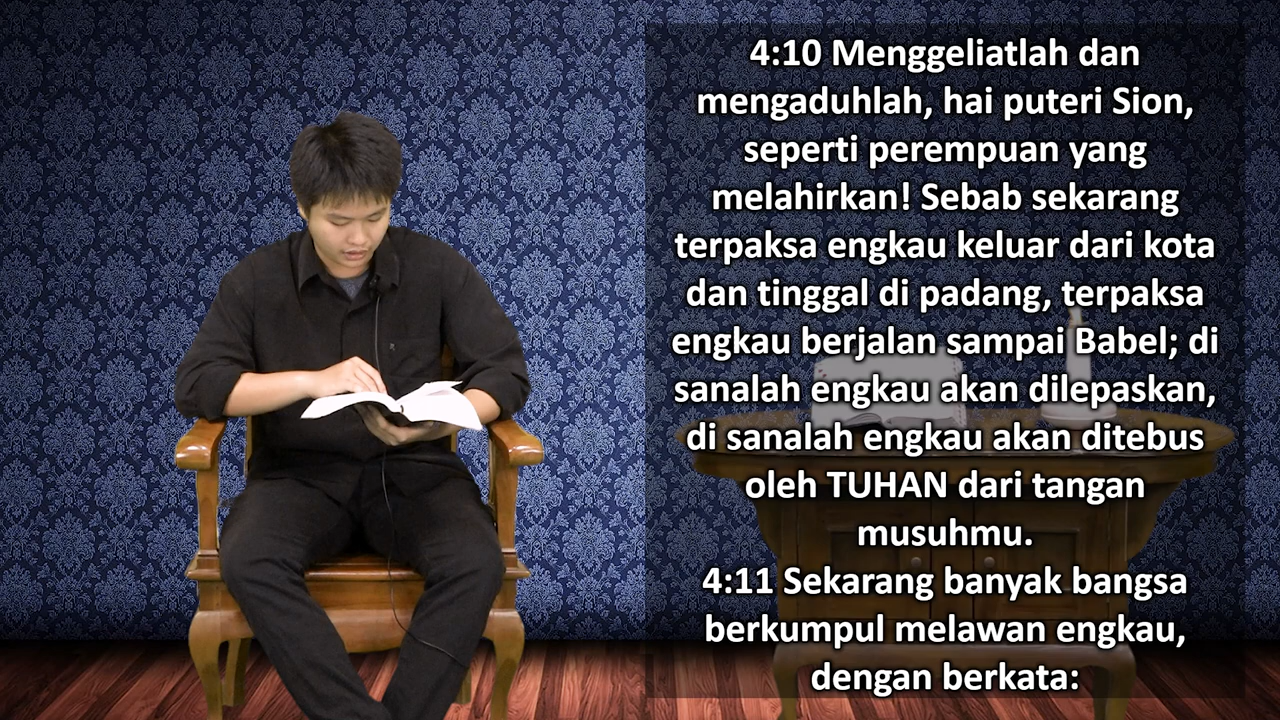 4:10 Menggeliatlah dan
mengaduhlah, hai puteri Sion,
seperti perempuan yang
melahirkan! Sebab sekarang
terpaksa engkau keluar dari kota
dan tinggal di padang, terpaksa
engkau berjalan sampai Babel; di
sanalah engkau akan dilepaskan,
di sanalah engkau akan ditebus
oleh TUHAN dari tangan
musuhmu.
4:11 Sekarang banyak bangsa
berkumpul melawan engkau,
dengan berkata: